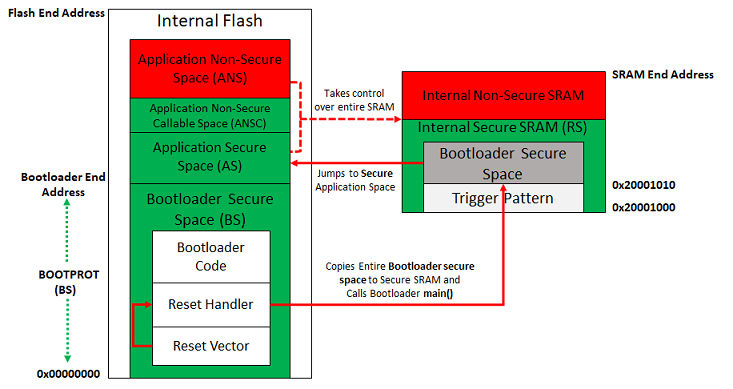 Flash End Address
Internal Flash
Application Non-Secure
Space (ANS)
Application Non-Secure
Callable Space (ANSC)
Application Secure
Space (AS)
Bootloader End
Address
Bootloader Secure
Space (BS)
Bootloader
Code
BOOTPROT
(BS)
Reset Handler
Reset Vector
0x00000000
Takes control
over entire SRAM
Jumps to Secure
Application Space
Copies Entire Bootloader secure
space to Secure SRAM and
Calls Bootloader main()
SRAM End Address
Internal Non-Secure SRAM
Internal Secure SRAM (RS)
Bootloader Secure
Space
0x20001010
Trigger Pattern
0x20001000